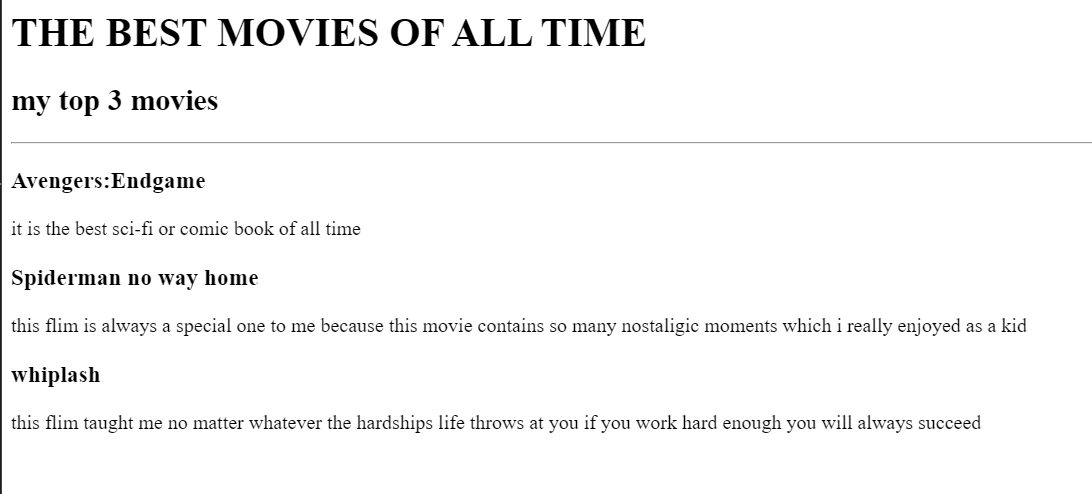 THE BEST MOVIES OF ALL TIME
my top 3 movies
Avengers:Endgame
it is the best sci-fi or comic book of all time
Spiderman no way home
this flim is always a special one to me because this movie contains so many nostaligic moments which i really enjoyed as a kid
whiplash
this flim taught me no matter whatever the hardships life throws at you if you work hard enough you will always succeed